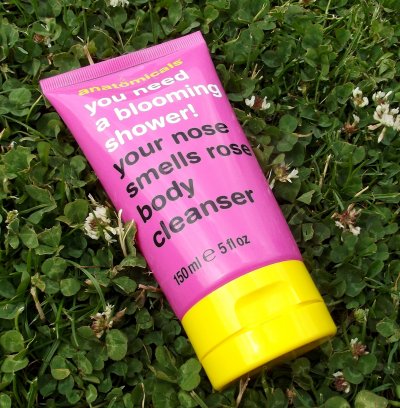 anatomicals
you need
a blooming
shower!
your nose
smells rose
body
cleanser
150ml ℮ 5 fl oz